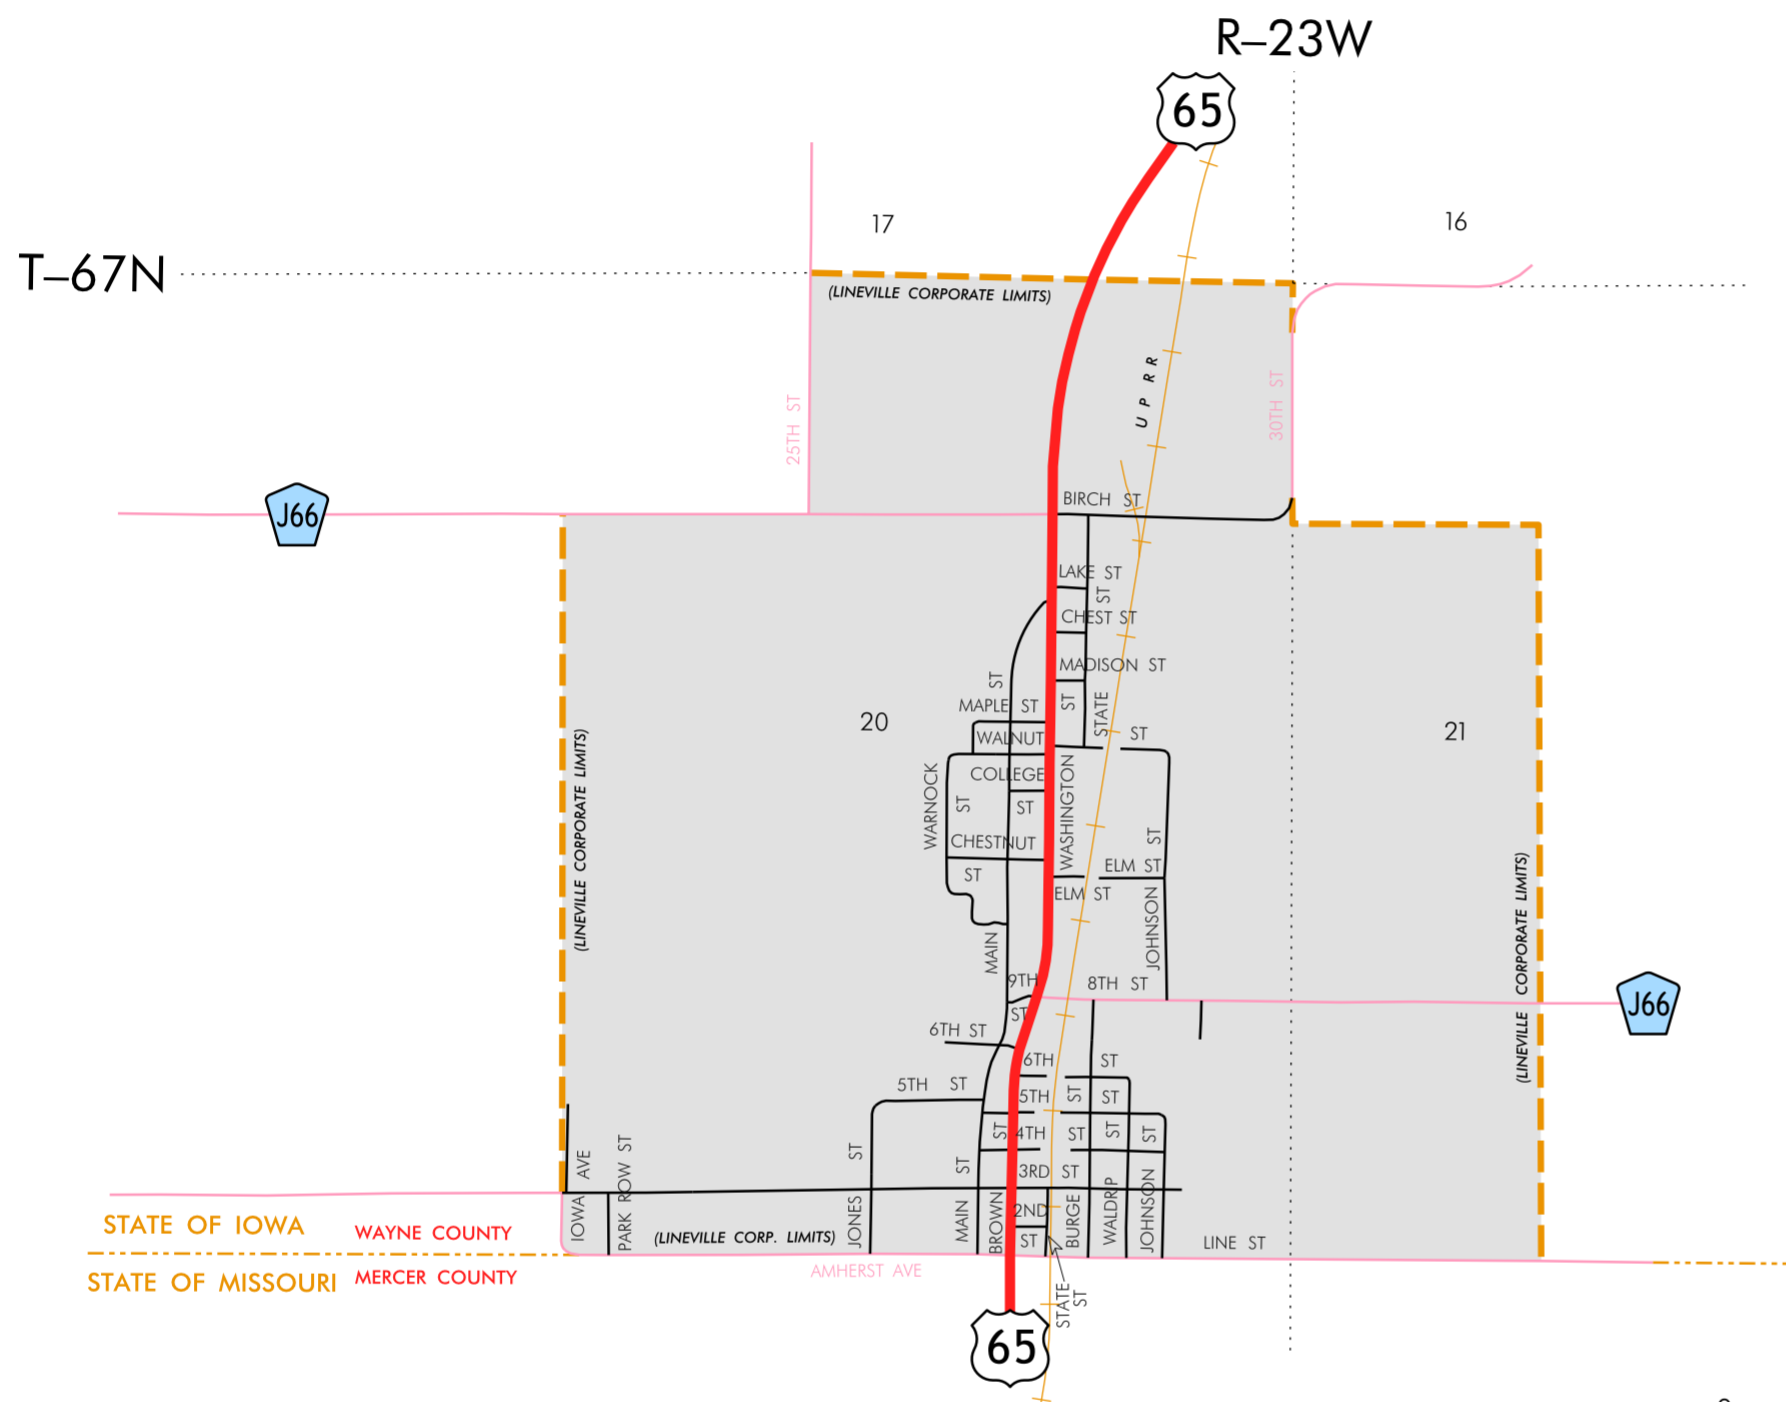 R–23W
65
17
16
T–67N
(LINEVILLE CORPORATE LIMITS)
U P R R
25TH ST
30TH ST
J66
BIRCH ST
LAKE ST
ST
CHEST ST
MADISON ST
ST
MAPLE ST
ST
STATE
20
21
WALNUT
ST
COLLEGE
ST
WARNOCK
ST
WASHINGTON
(LINEVILLE CORPORATE LIMITS)
CHESTNUT
ST
ST
ELM ST
ELM ST
JOHNSON
MAIN
(LINEVILLE CORPORATE LIMITS)
9TH
ST
8TH ST
J66
6TH ST
6TH ST
5TH ST
5TH ST
ST
4TH ST
ST
ST
ST
3RD ST
AVE
IOWA
PARK ROW ST
ST
JONES
ST
MAIN
BROWN
2ND
ST
BURGE
WALDRIP
JOHNSON
STATE OF IOWA
WAYNE COUNTY
(LINEVILLE CORP. LIMITS)
LINE ST
STATE OF MISSOURI
MERCER COUNTY
AMHERST AVE
STATE
ST
65